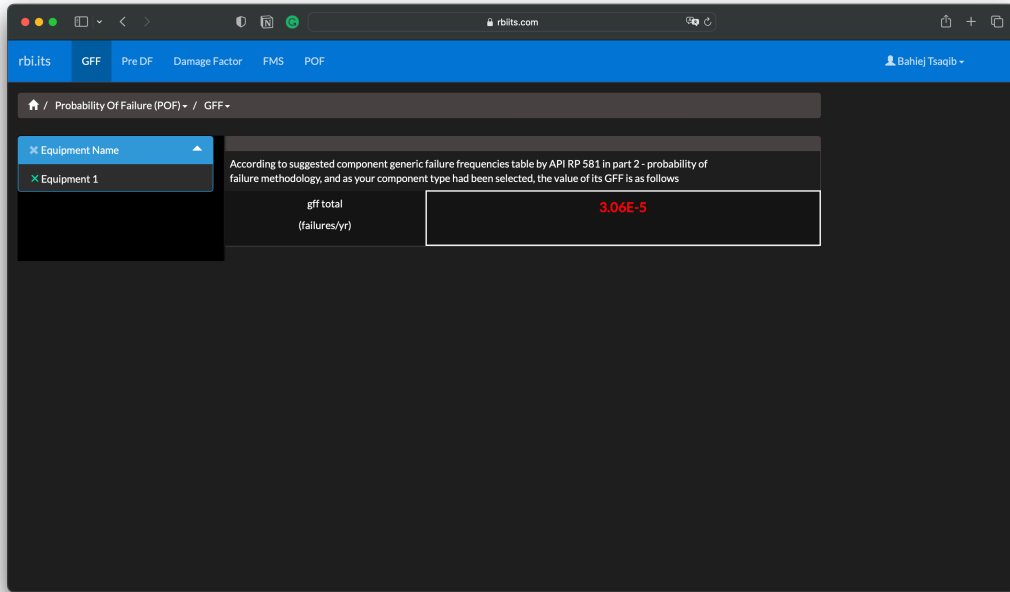 rbiits.com
rbi.its GFF Pre DF Damage Factor FMS POF Bahiej Tsaqib
/ Probability Of Failure (POF) / GFF
Equipment Name
Equipment 1
According to suggested component generic failure frequencies table by API RP 581 in part 2 - probability of
failure methodology, and as your component type had been selected, the value of its GFF is as follows
gff total
(failures/yr)
3.06E-5